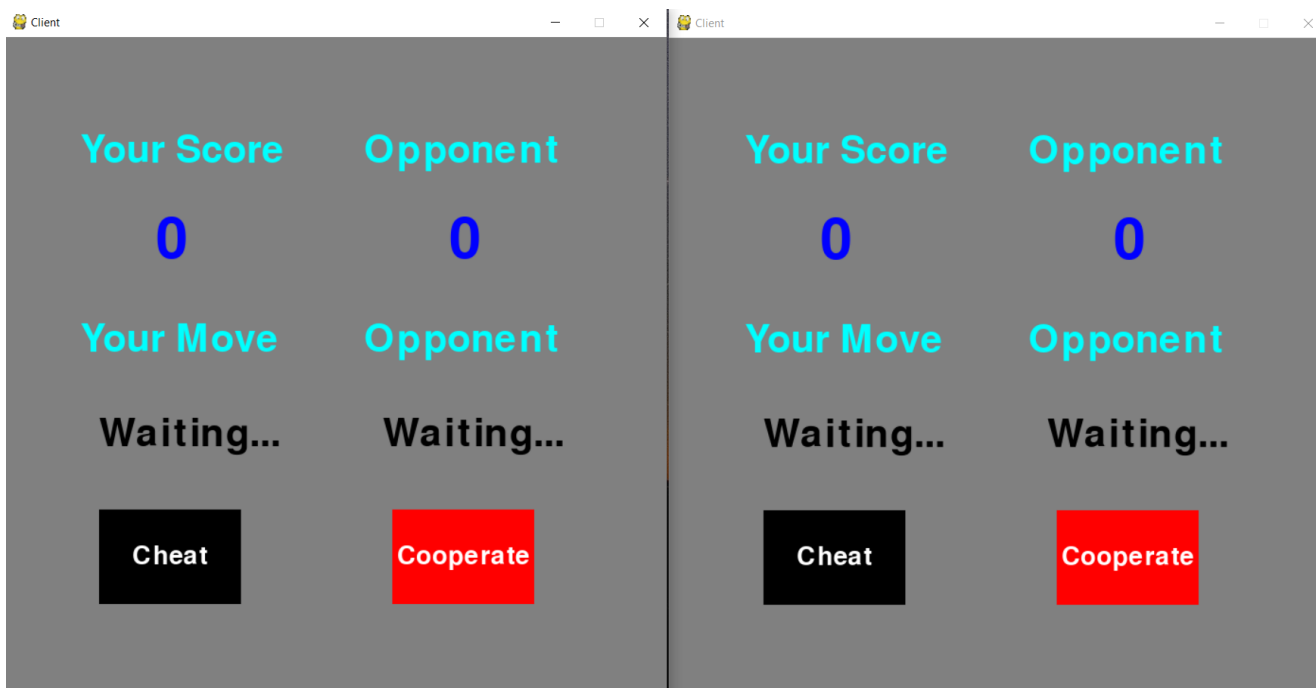 Client
Your Score Opponent
0 0
Your Move Opponent
Waiting... Waiting...
Cheat Cooperate
Client
Your Score Opponent
0 0
Your Move Opponent
Waiting... Waiting...
Cheat Cooperate